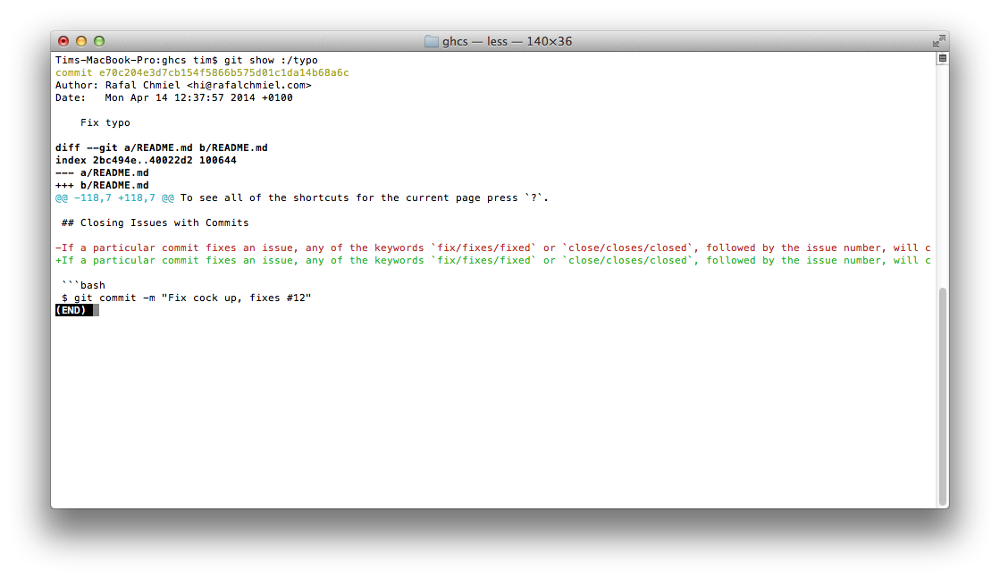 ghcs — less — 140×36
Tims-MacBook-Pro:ghcs tim$ git show :/typo
commit e70c204e3d7cb154f5866b575d01c1da14b68a6c
Author: Rafal Chmiel <hi@rafalchmiel.com>
Date:   Mon Apr 14 12:37:57 2014 +0100
    Fix typo
diff --git a/README.md b/README.md
index 2bc494e..40022d2 100644
--- a/README.md
+++ b/README.md
@@ -118,7 +118,7 @@ To see all of the shortcuts for the current page press `?`.
 ## Closing Issues with Commits
-If a particular commit fixes an issue, any of the keywords `fix/fixes/fixed` or `close/closes/closed`, followed by the issue number, will c
+If a particular commit fixes an issue, any of the keywords `fix/fixes/fixed` or `close/closes/closed`, followed by the issue number, will c
 ```bash
 $ git commit -m "Fix cock up, fixes #12"
(END)